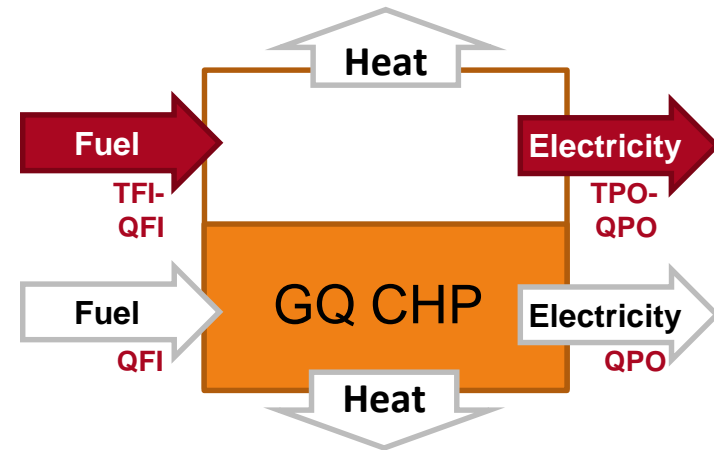 Heat
Fuel
Electricity
TFI-
QFI
TPO-
QPO
GQ CHP
Fuel
Electricity
QFI
QPO
Heat